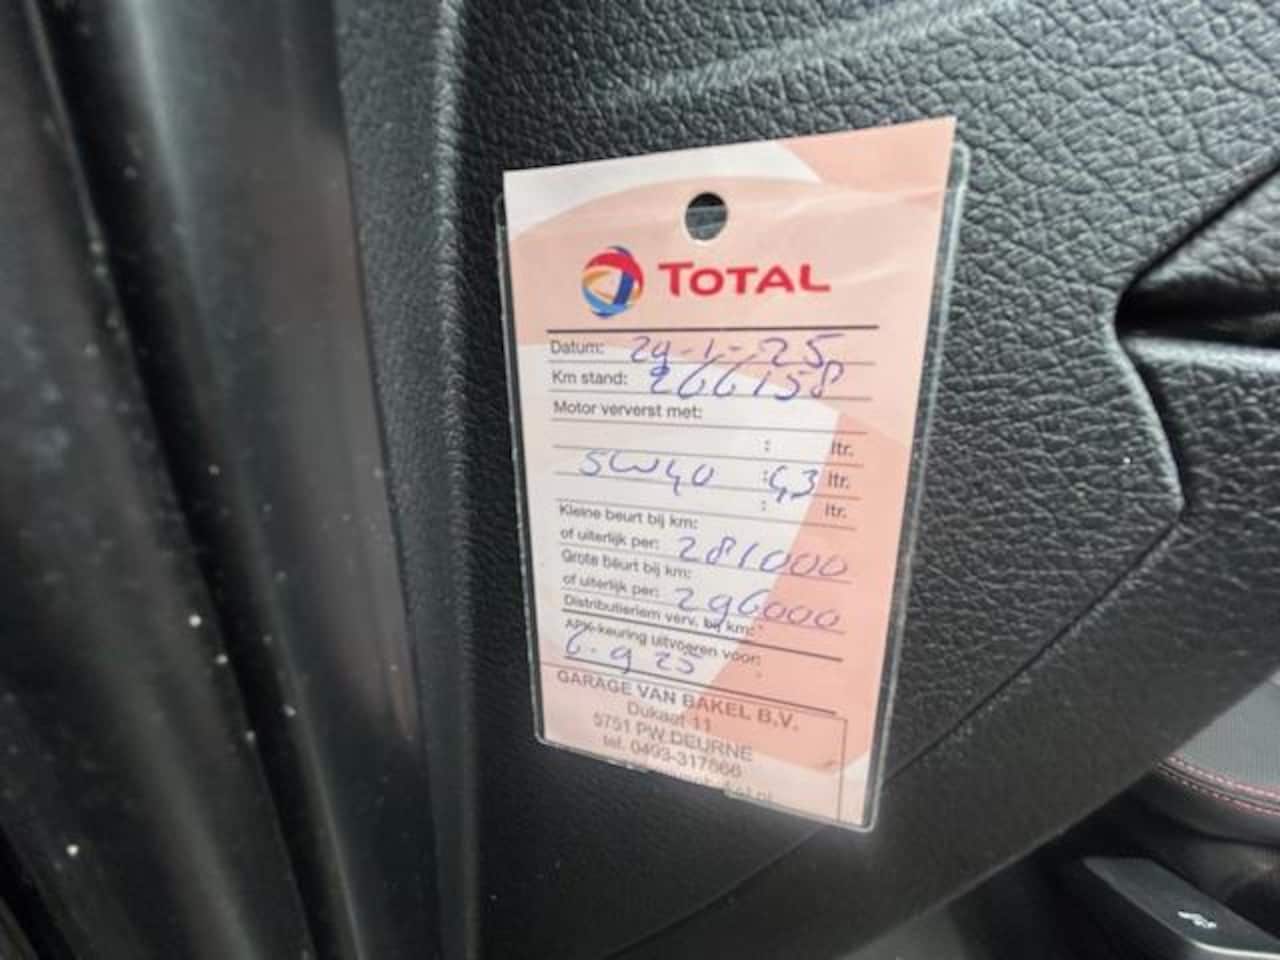 TOTAL
Datum: 29-1-25
Km stand: 266158
Motor ververst met:
: ltr.
5W40 :4,3 ltr.
: ltr.
Kleine beurt bij km:
of uiterlijk per: 281000
Grote beurt bij km:
of uiterlijk per: 296000
Distributieriem verv. bij km:
APK-keuring uitvoeren voor:
6-9 25
GARAGE VAN BAKEL B.V.
Dukaat 11
5751 PW DEURNE
tel. 0493-317866